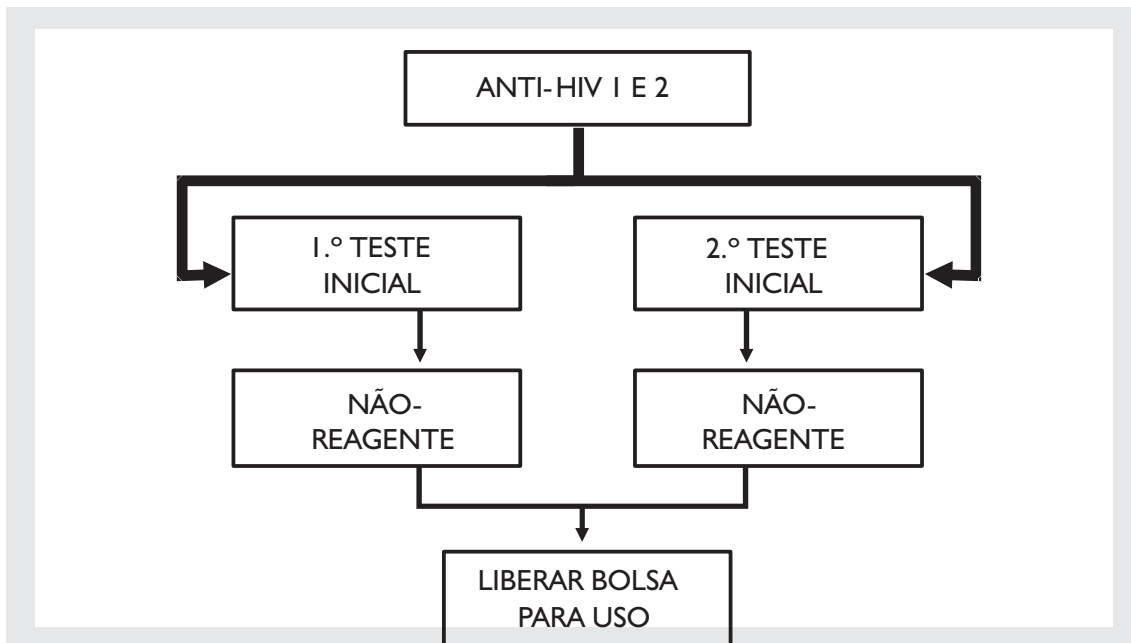 ANTI-HIV 1 E 2
1.º TESTE
INICIAL
2.º TESTE
INICIAL
NÃO-
REAGENTE
NÃO-
REAGENTE
LIBERAR BOLSA
PARA USO